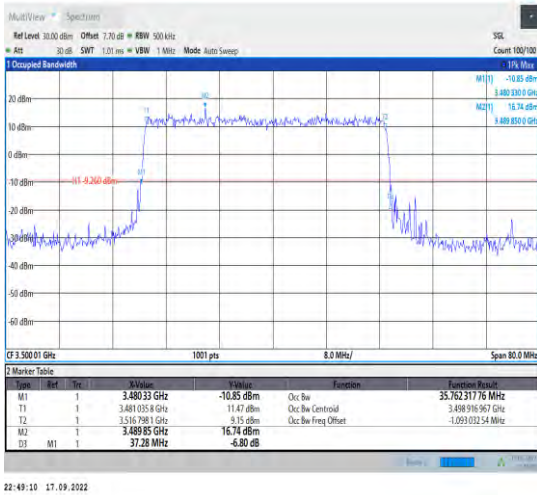 MultiView Spectrum
Ref Level 30.00 dBm Offset 7.70 dB RBW 500 kHz SGL
Att 30 dB SWT 1.01 ms VBW 1 MHz Mode Auto Sweep Count 100/100
1 Occupied Bandwidth 1Pk Max
M1[1] -10.85 dBm
3.480 330 0 GHz
M2[1] 16.74 dBm
3.489 850 0 GHz
20 dBm
M2
T1
T2
10 dBm
0 dBm
M1
-10 dBm
H1 -9.260 dBm
-20 dBm
-30 dBm
-40 dBm
-50 dBm
-60 dBm
CF 3.500 01 GHz 1001 pts 8.0 MHz/ Span 80.0 MHz
2 Marker Table
Type Ref Trc X-Value Y-Value Function Function Result
M1 1 3.480 33 GHz -10.85 dBm Occ Bw 35.762 317 76 MHz
T1 1 3.481 035 8 GHz 11.47 dBm Occ Bw Centroid 3.498 916 967 GHz
T2 1 3.516 798 1 GHz 9.15 dBm Occ Bw Freq Offset -1.093 032 54 MHz
M2 1 3.489 85 GHz 16.74 dBm
D3 M1 1 37.28 MHz -6.80 dB
22:49:10 17.09.2022